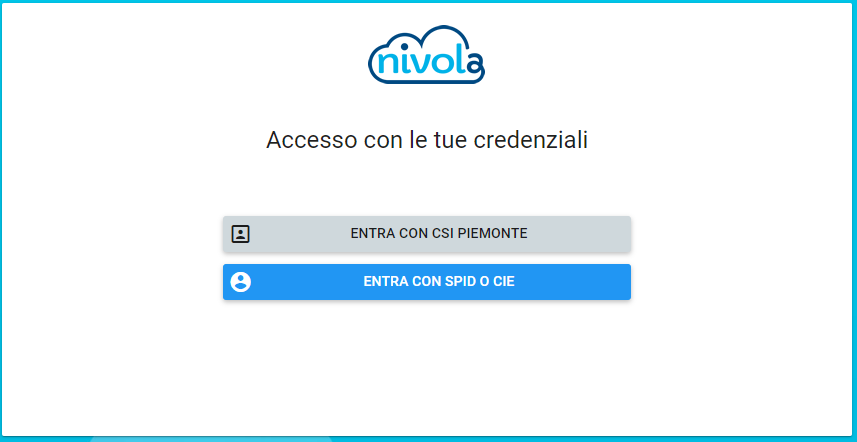 nivola
Accesso con le tue credenziali
ENTRA CON CSI PIEMONTE
ENTRA CON SPID O CIE